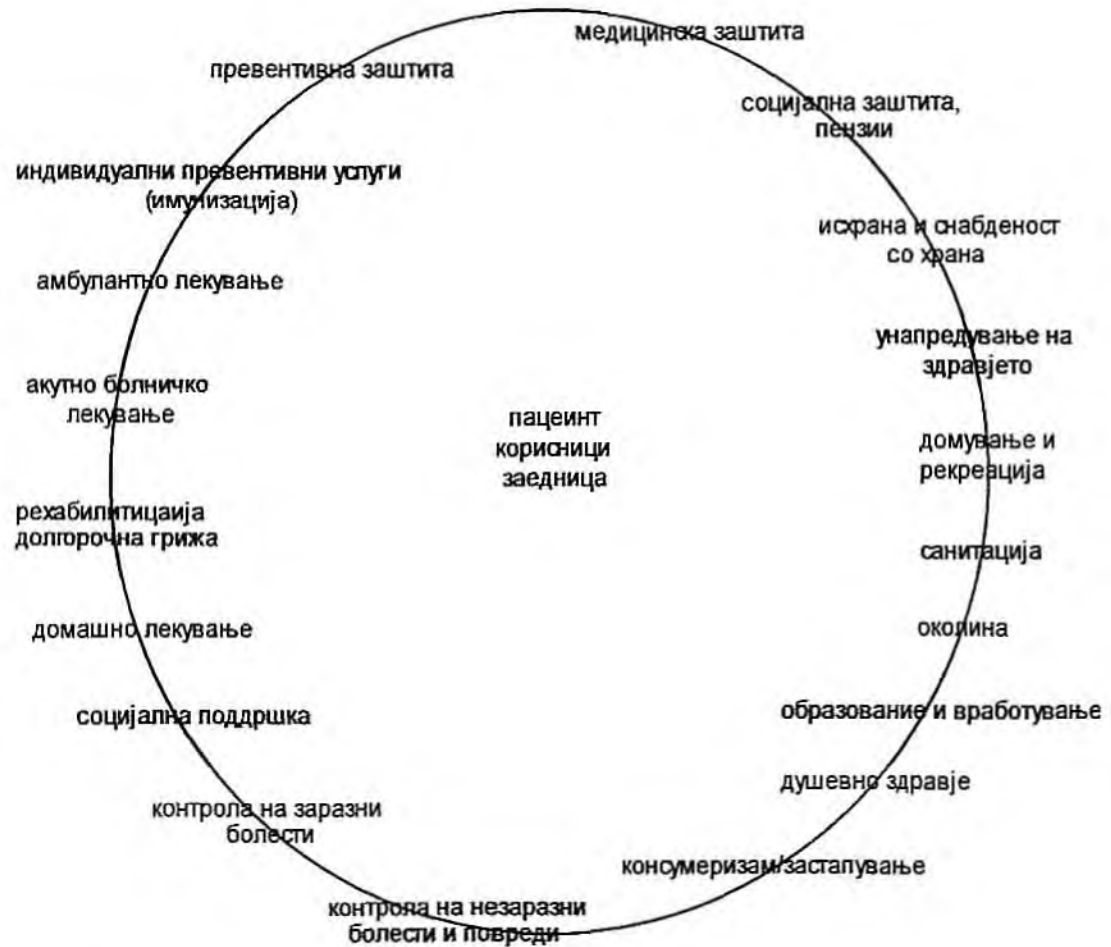 медицинска заштита
превентивна заштита
социјална заштита,
пензии
индивидуални превентивни услуги
(имунизација)
исхрана и снабденост
со храна
амбулантно лекување
унапредување на
здравјето
акутно болничко
лекување
пацеинт
корисници
заедница
домување и
рекреација
рехабилитицаија
долгорочна грижа
санитација
домашно лекување
околина
социјална поддршка
образование и вработување
душевно здравје
контрола на заразни
болести
консумеризам/застапување
контрола на незаразни
болести и повреди